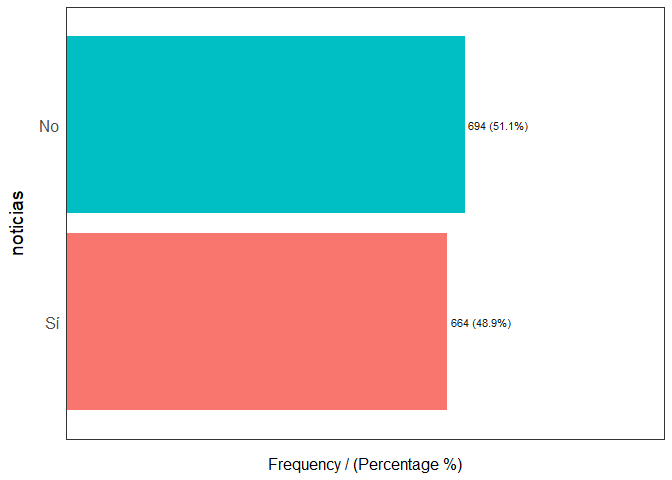 noticias
No
694 (51.1%)
Sí
664 (48.9%)
Frequency / (Percentage %)